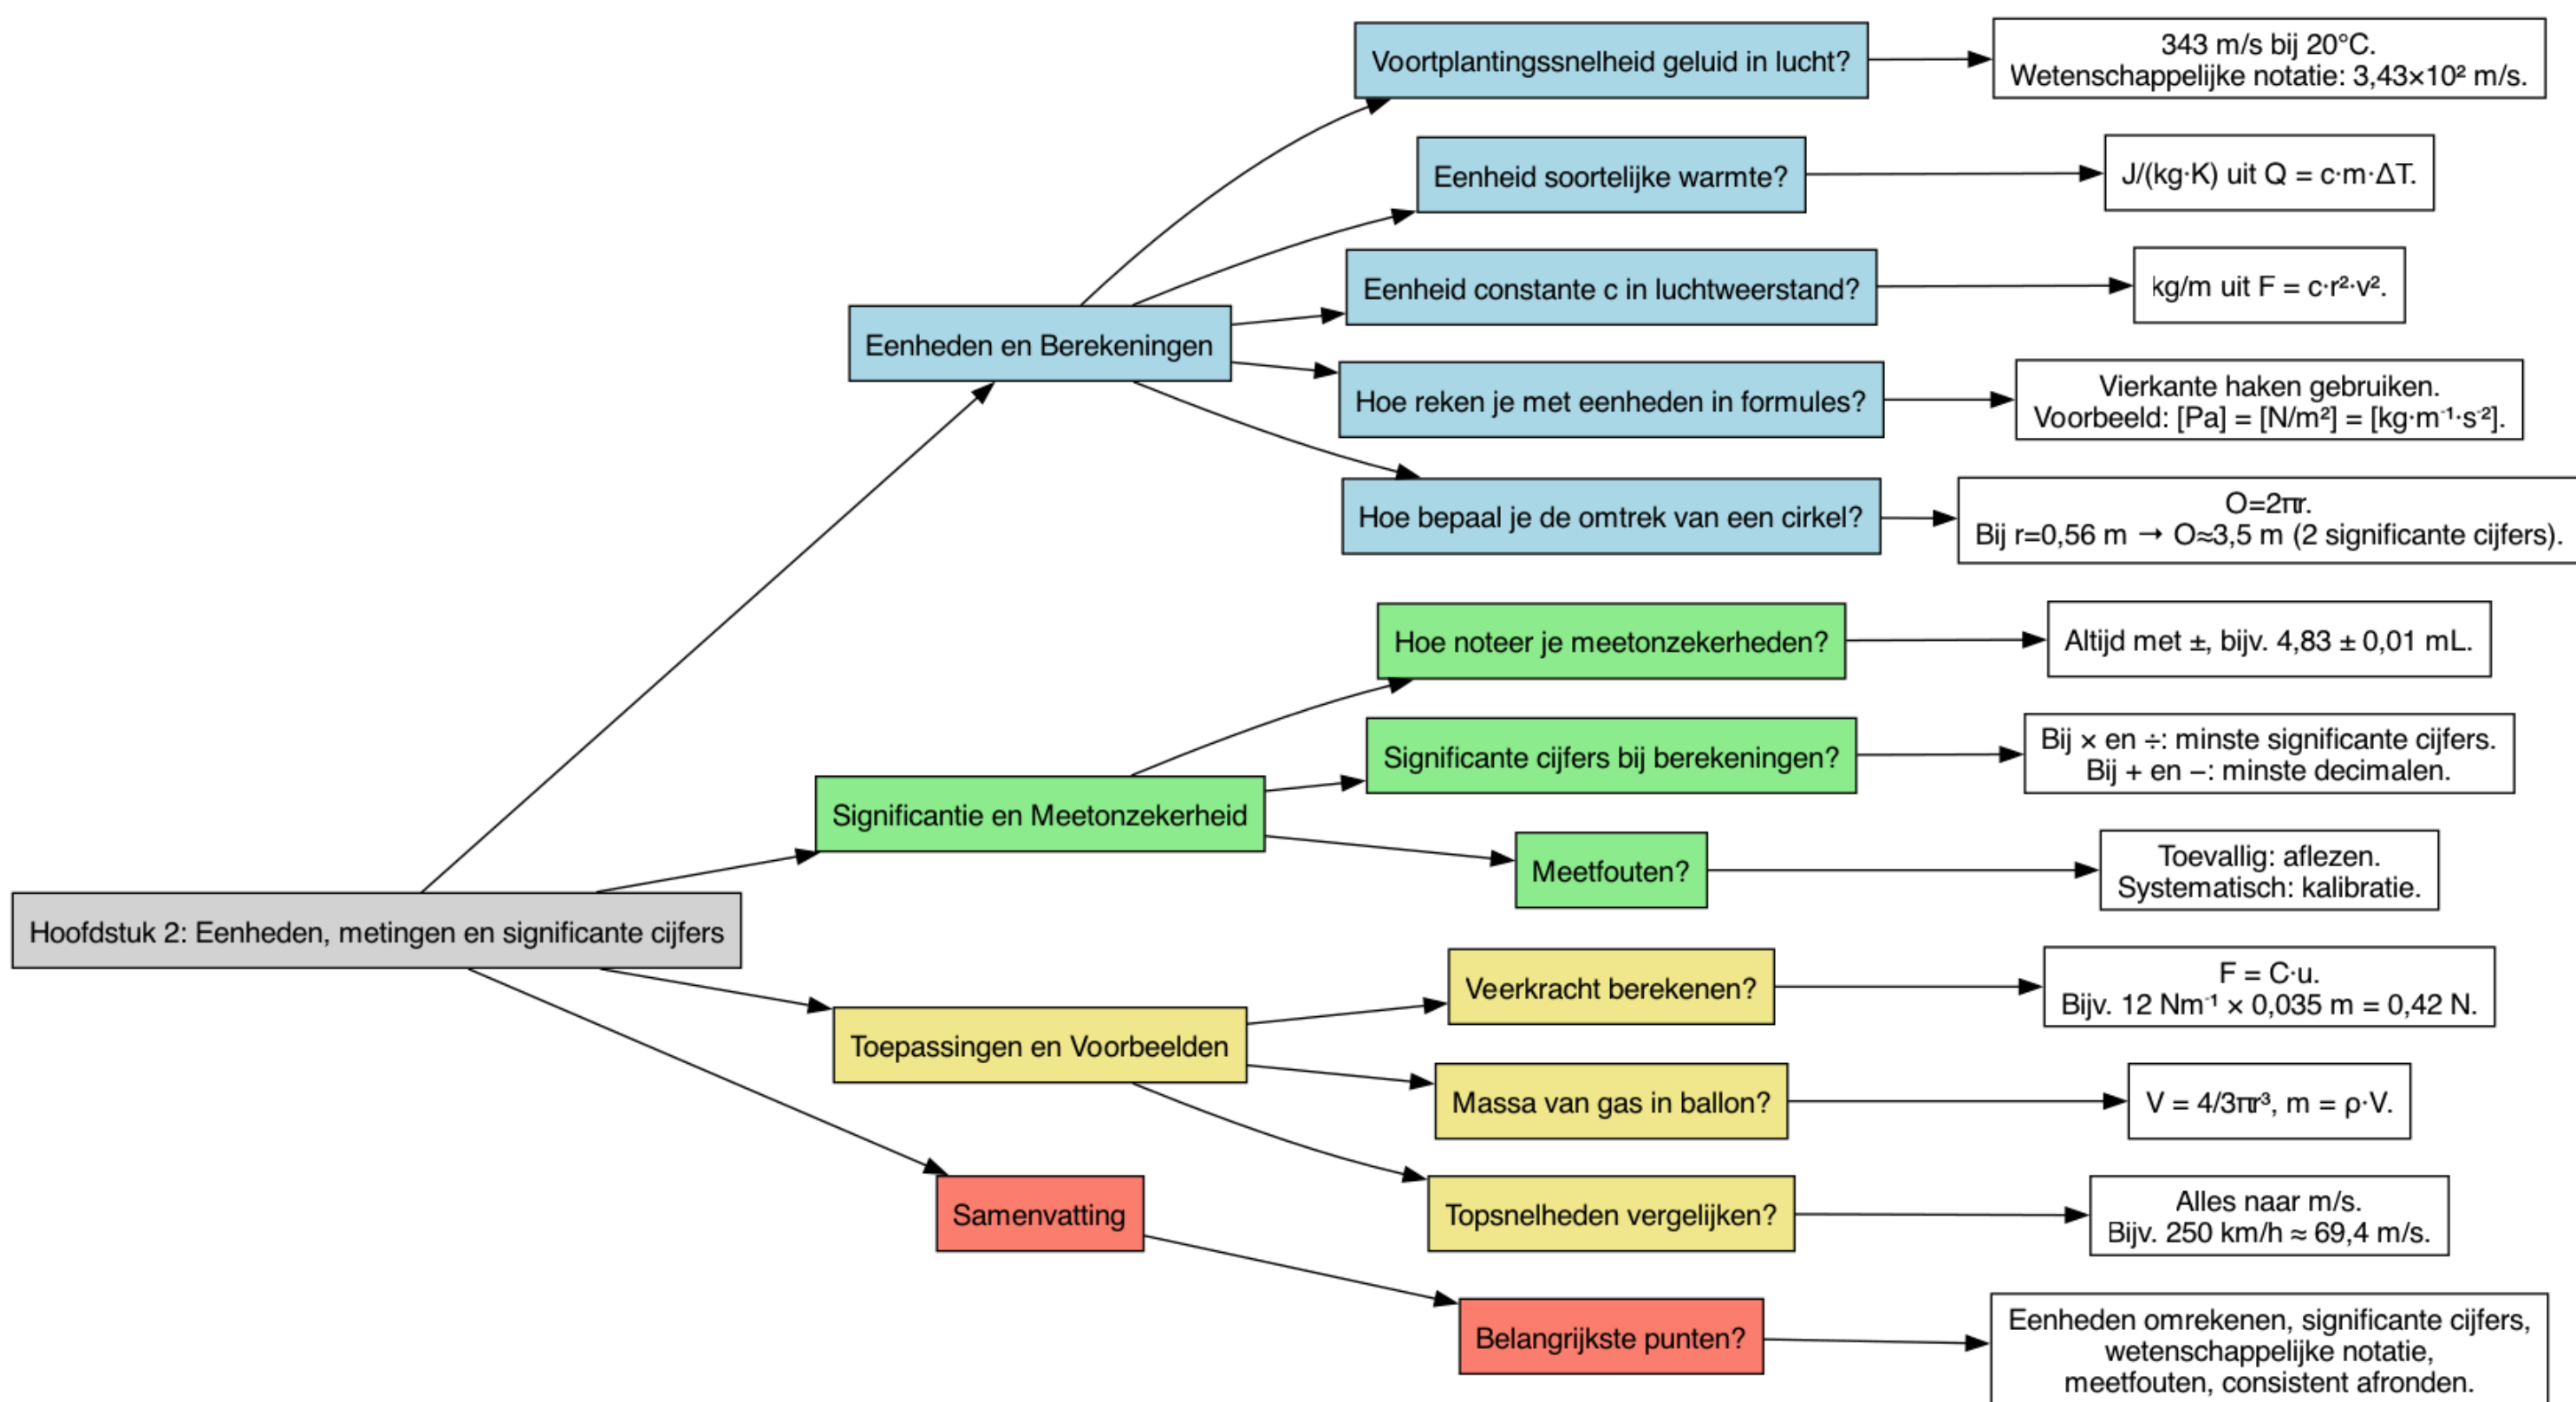 Hoofdstuk 2: Eenheden, metingen en significante cijfers
Eenheden en Berekeningen
Voortplantingssnelheid geluid in lucht?
343 m/s bij 20°C.
Wetenschappelijke notatie: 3,43×10² m/s.
Eenheid soortelijke warmte?
J/(kg·K) uit Q = c·m·ΔT.
Eenheid constante c in luchtweerstand?
kg/m uit F = c·r²·v².
Hoe reken je met eenheden in formules?
Vierkante haken gebruiken.
Voorbeeld: [Pa] = [N/m²] = [kg·m⁻¹·s⁻²].
Hoe bepaal je de omtrek van een cirkel?
O=2πr.
Bij r=0,56 m → O≈3,5 m (2 significante cijfers).
Significantie en Meetonzekerheid
Hoe noteer je meetonzekerheden?
Altijd met ±, bijv. 4,83 ± 0,01 mL.
Significante cijfers bij berekeningen?
Bij × en ÷: minste significante cijfers.
Bij + en −: minste decimalen.
Meetfouten?
Toevallig: aflezen.
Systematisch: kalibratie.
Toepassingen en Voorbeelden
Veerkracht berekenen?
F = C·u.
Bijv. 12 Nm⁻¹ × 0,035 m = 0,42 N.
Massa van gas in ballon?
V = 4/3πr³, m = ρ·V.
Topsnelheden vergelijken?
Alles naar m/s.
Bijv. 250 km/h ≈ 69,4 m/s.
Samenvatting
Belangrijkste punten?
Eenheden omrekenen, significante cijfers,
wetenschappelijke notatie,
meetfouten, consistent afronden.